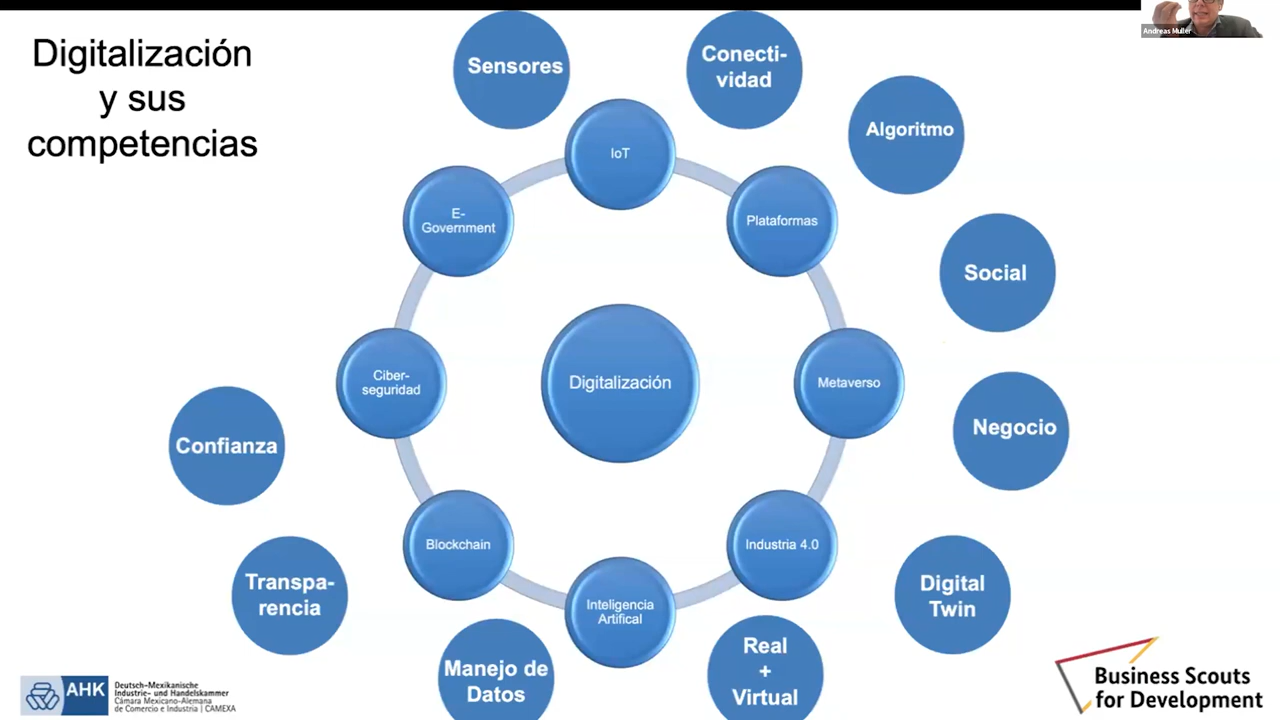 Digitalización
y sus
competencias
Andreas Muller
Sensores
Conecti-
vidad
Algoritmo
Social
Negocio
Digital
Twin
Real
+
Virtual
Manejo de
Datos
Transpa-
rencia
Confianza
IoT
Plataformas
Metaverso
Industria 4.0
Inteligencia
Artifical
Blockchain
Ciber-
seguridad
E-
Government
Digitalización
AHK
Deutsch-Mexikanische
Industrie- und Handelskammer
Cámara Mexicano-Alemana
de Comercio e Industria | CAMEXA
Business Scouts
for Development